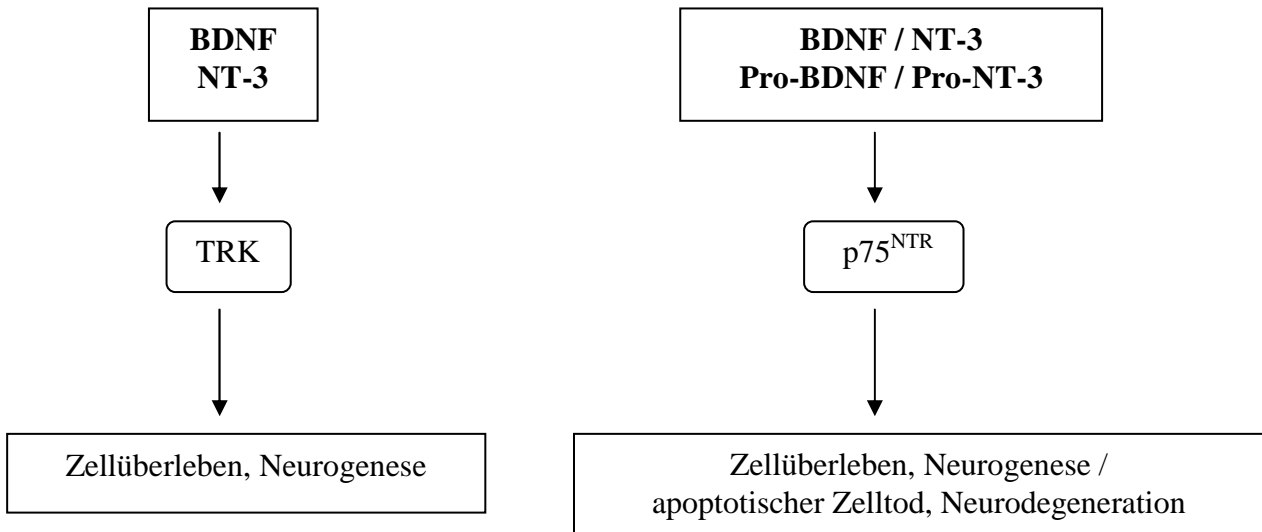 BDNF
NT-3
BDNF / NT-3
Pro-BDNF / Pro-NT-3
TRK
p75NTR
Zellüberleben, Neurogenese
Zellüberleben, Neurogenese /
apoptotischer Zelltod, Neurodegeneration